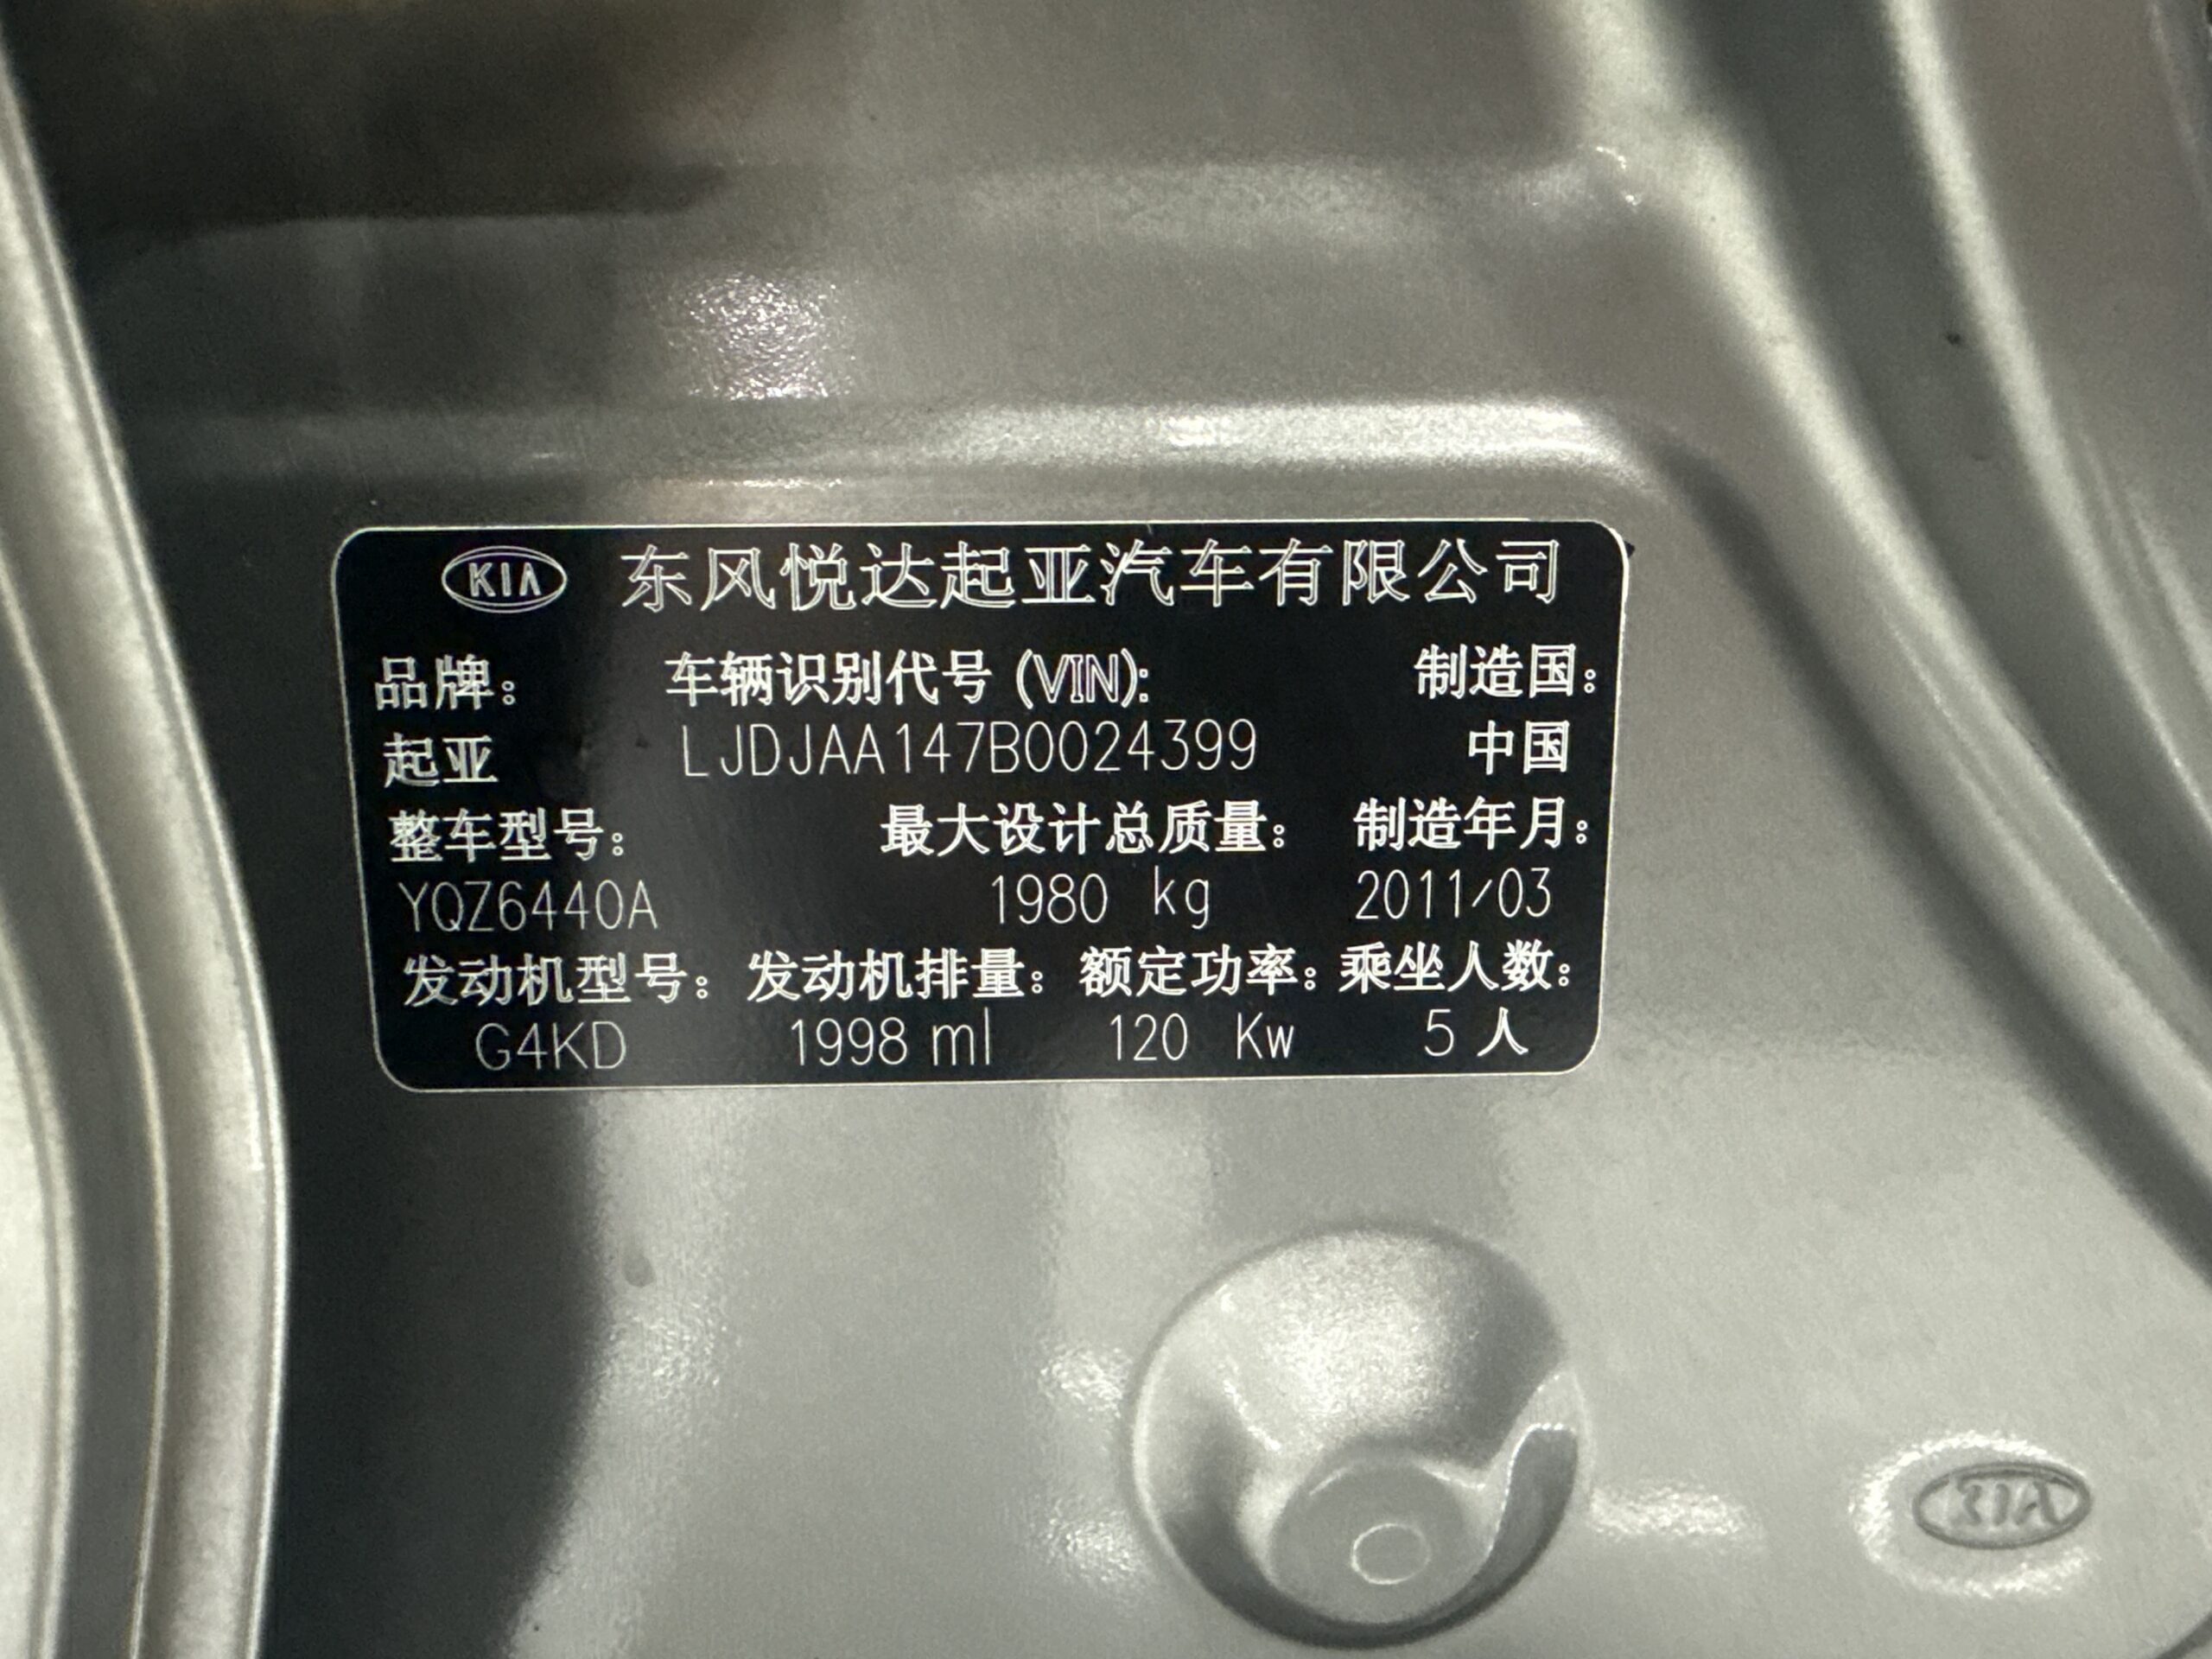 KIA 东风悦达起亚汽车有限公司
品牌： 车辆识别代号 (VIN): 制造国：
起亚 LJDJAA147B0024399 中国
整车型号： 最大设计总质量： 制造年月：
YQZ6440A 1980 kg 2011/03
发动机型号： 发动机排量： 额定功率： 乘坐人数：
G4KD 1998 ml 120 Kw 5 人
KIA